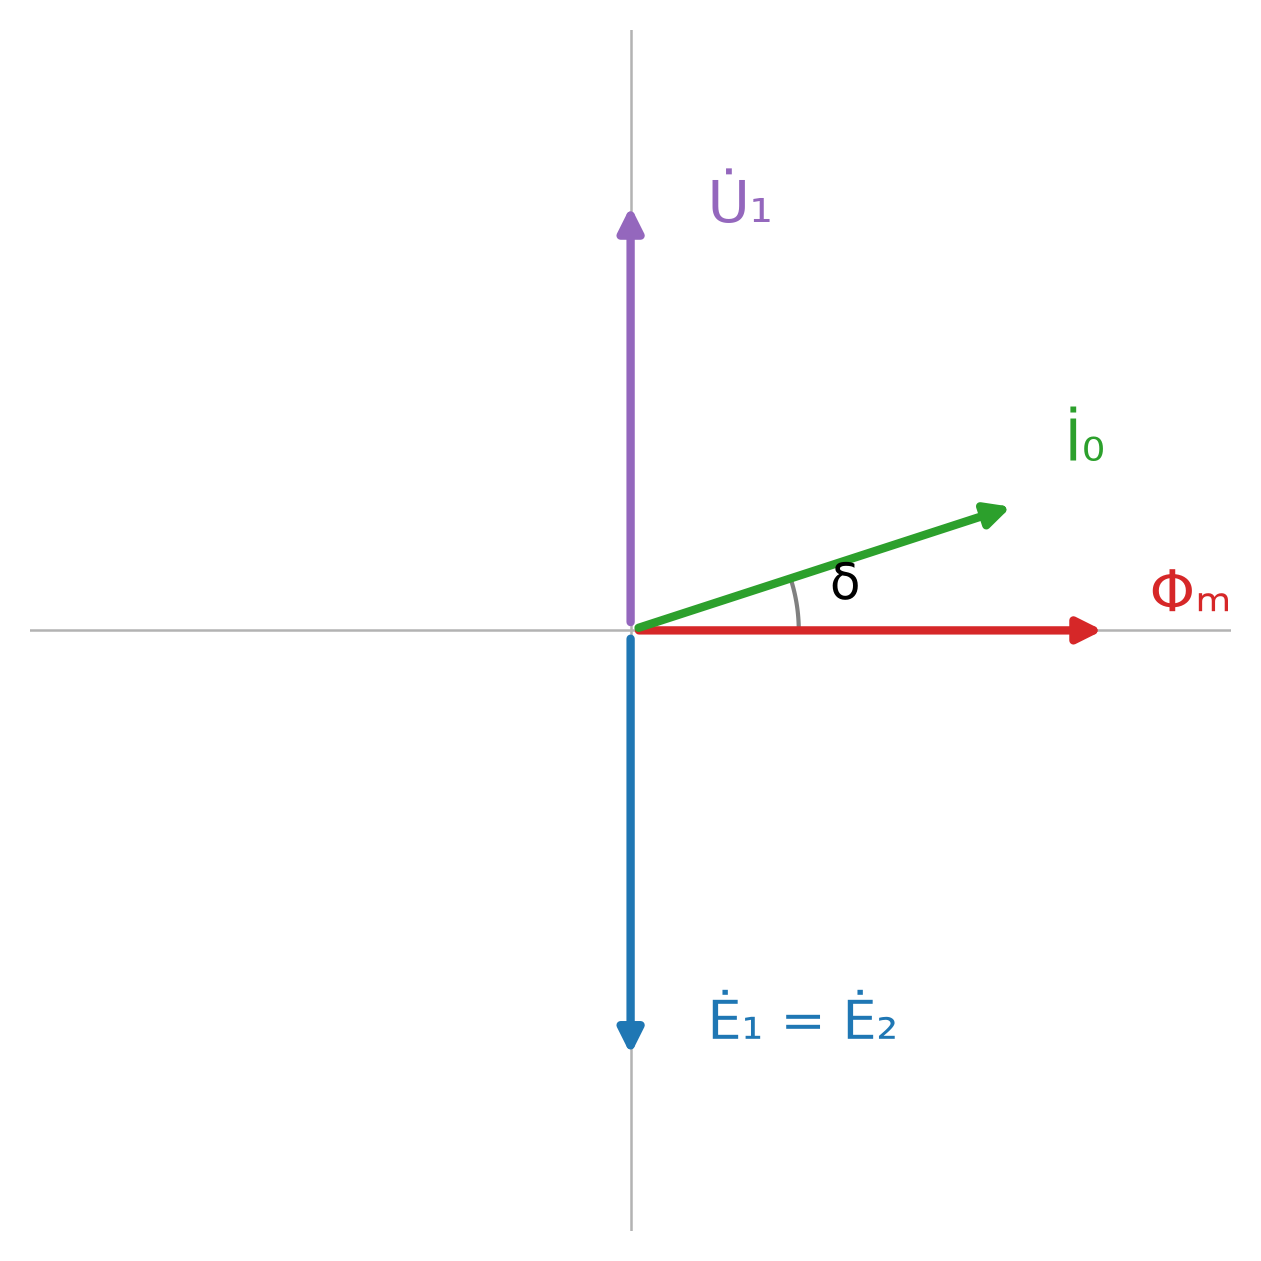 U̇₁
İ₀
δ
Φₘ
Ė₁ = Ė₂